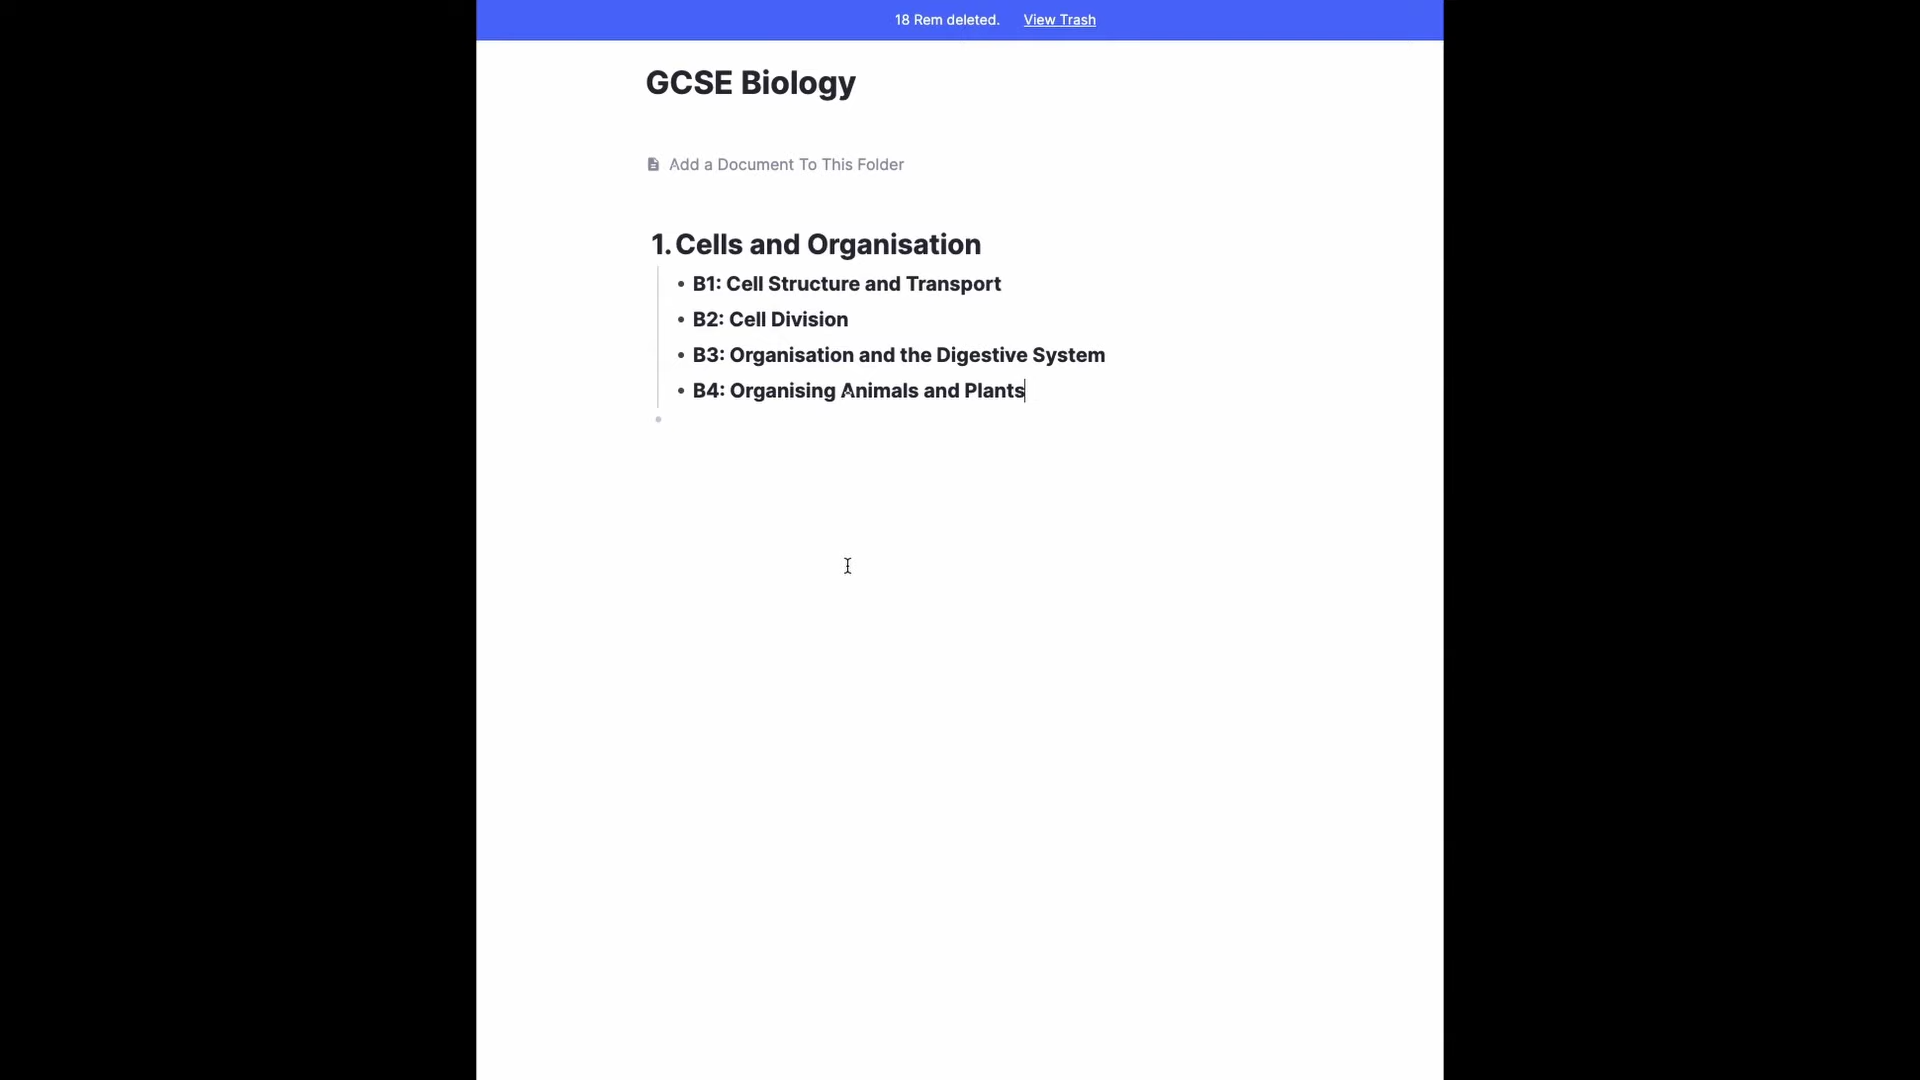 18 Rem deleted. View Trash
GCSE Biology
Add a Document To This Folder
1. Cells and Organisation
• B1: Cell Structure and Transport
• B2: Cell Division
• B3: Organisation and the Digestive System
• B4: Organising Animals and Plants